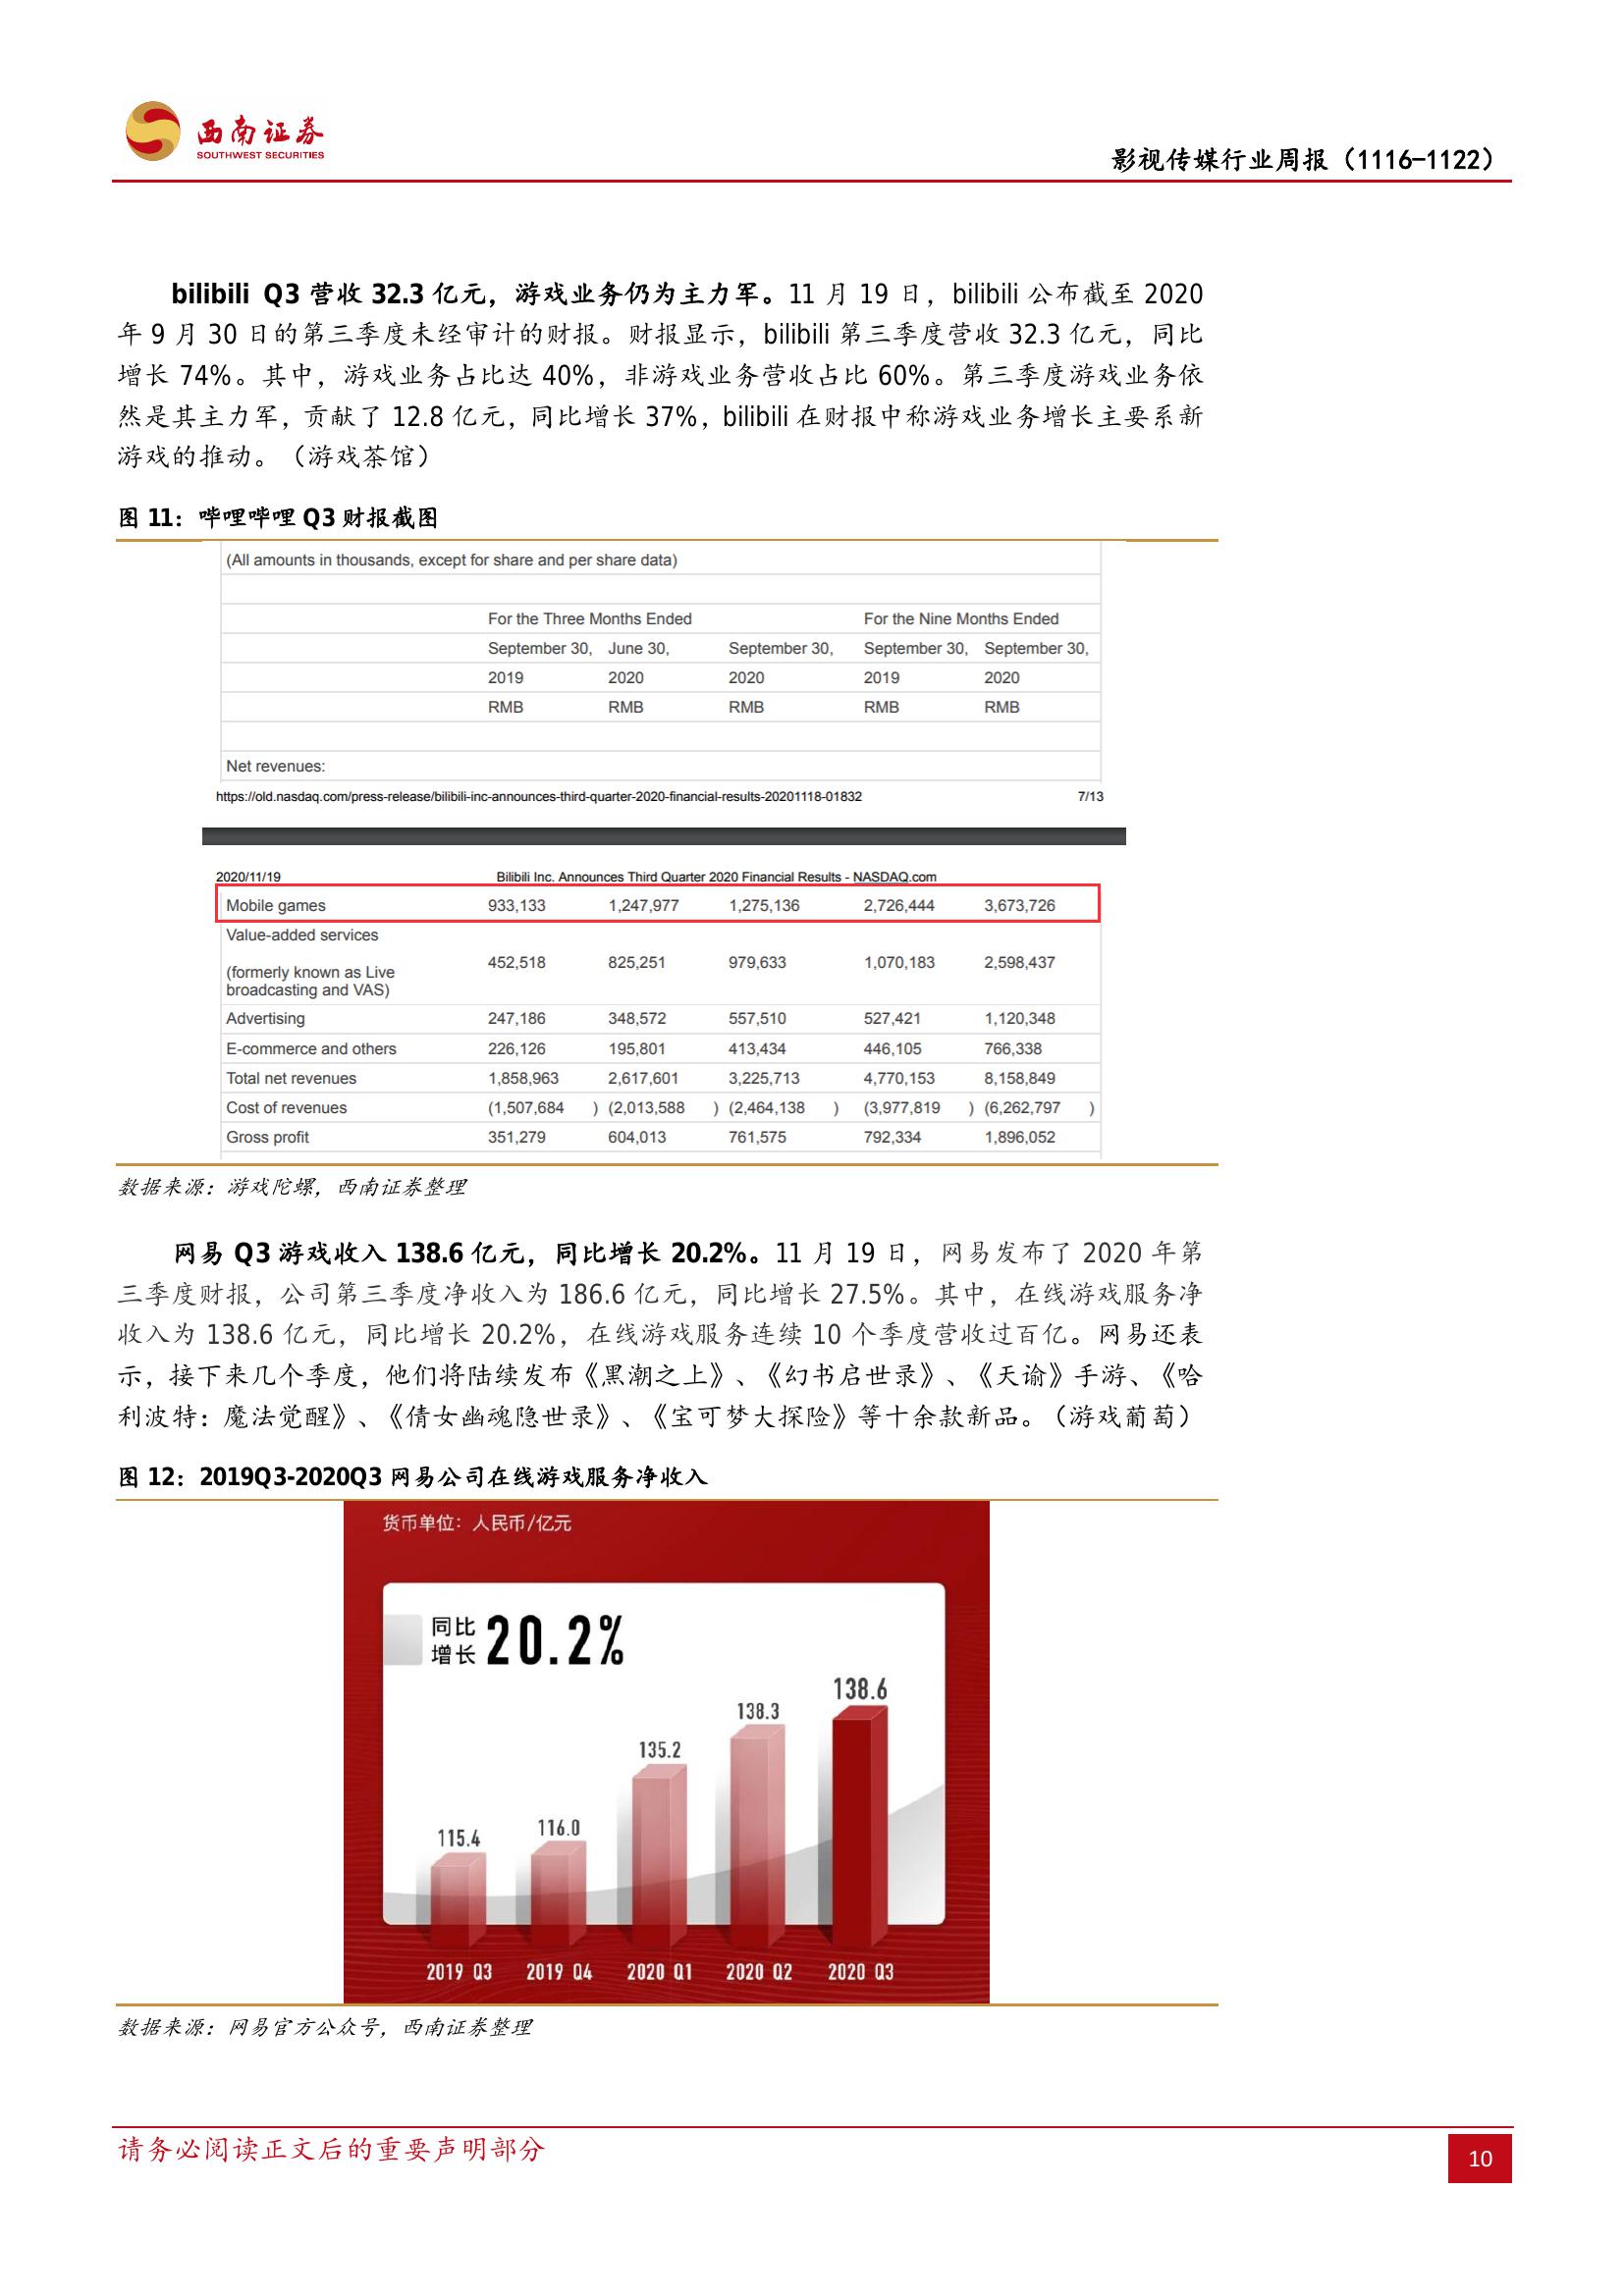 西南证券
SOUTHWEST SECURITIES
影视传媒行业周报（1116-1122）
bilibili Q3 营收 32.3 亿元，游戏业务仍为主力军。11 月 19 日，bilibili 公布截至 2020
年 9 月 30 日的第三季度未经审计的财报。财报显示，bilibili 第三季度营收 32.3 亿元，同比
增长 74%。其中，游戏业务占比达 40%，非游戏业务营收占比 60%。第三季度游戏业务依
然是其主力军，贡献了 12.8 亿元，同比增长 37%，bilibili 在财报中称游戏业务增长主要系新
游戏的推动。（游戏茶馆）
图 11：哔哩哔哩 Q3 财报截图
(All amounts in thousands, except for share and per share data)
For the Three Months Ended For the Nine Months Ended
September 30, June 30, September 30, September 30, September 30,
2019 2020 2020 2019 2020
RMB RMB RMB RMB RMB
Net revenues:
https://old.nasdaq.com/press-release/bilibili-inc-announces-third-quarter-2020-financial-results-20201118-01832 7/13
2020/11/19 Bilibili Inc. Announces Third Quarter 2020 Financial Results - NASDAQ.com
Mobile games 933,133 1,247,977 1,275,136 2,726,444 3,673,726
Value-added services
452,518 825,251 979,633 1,070,183 2,598,437
(formerly known as Live
broadcasting and VAS)
Advertising 247,186 348,572 557,510 527,421 1,120,348
E-commerce and others 226,126 195,801 413,434 446,105 766,338
Total net revenues 1,858,963 2,617,601 3,225,713 4,770,153 8,158,849
Cost of revenues (1,507,684 ) (2,013,588 ) (2,464,138 ) (3,977,819 ) (6,262,797 )
Gross profit 351,279 604,013 761,575 792,334 1,896,052
数据来源：游戏陀螺，西南证券整理
网易 Q3 游戏收入 138.6 亿元，同比增长 20.2%。11 月 19 日，网易发布了 2020 年第
三季度财报，公司第三季度净收入为 186.6 亿元，同比增长 27.5%。其中，在线游戏服务净
收入为 138.6 亿元，同比增长 20.2%，在线游戏服务连续 10 个季度营收过百亿。网易还表
示，接下来几个季度，他们将陆续发布《黑潮之上》、《幻书启世录》、《天谕》手游、《哈
利波特：魔法觉醒》、《倩女幽魂隐世录》、《宝可梦大探险》等十余款新品。（游戏葡萄）
图 12：2019Q3-2020Q3 网易公司在线游戏服务净收入
货币单位：人民币/亿元
同比
增长 20.2%
138.6
138.3
135.2
116.0
115.4
2019 Q3 2019 Q4 2020 Q1 2020 Q2 2020 Q3
数据来源：网易官方公众号，西南证券整理
请务必阅读正文后的重要声明部分
10